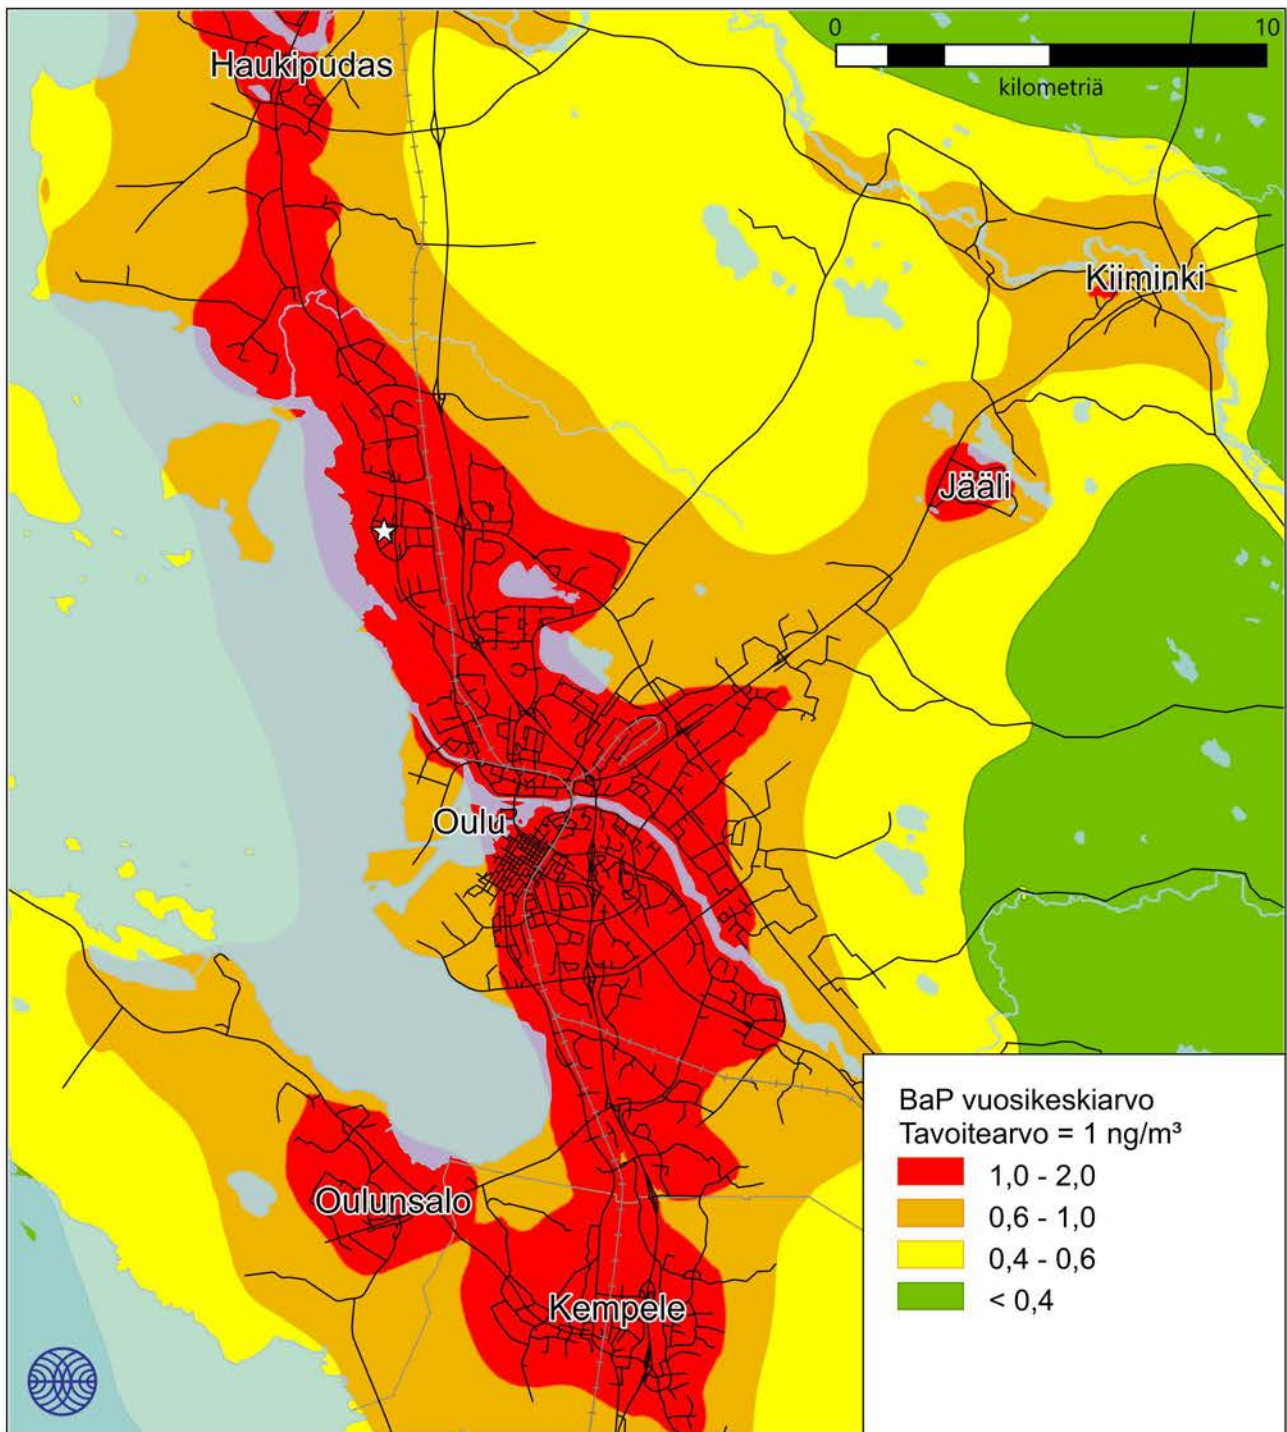 0 10
kilometriä
Haukipudas
Kiiminki
Jääli
Oulu
Oulunsalo
Kempele
BaP vuosikeskiarvo
Tavoitearvo = 1 ng/m³
1,0 - 2,0
0,6 - 1,0
0,4 - 0,6
< 0,4